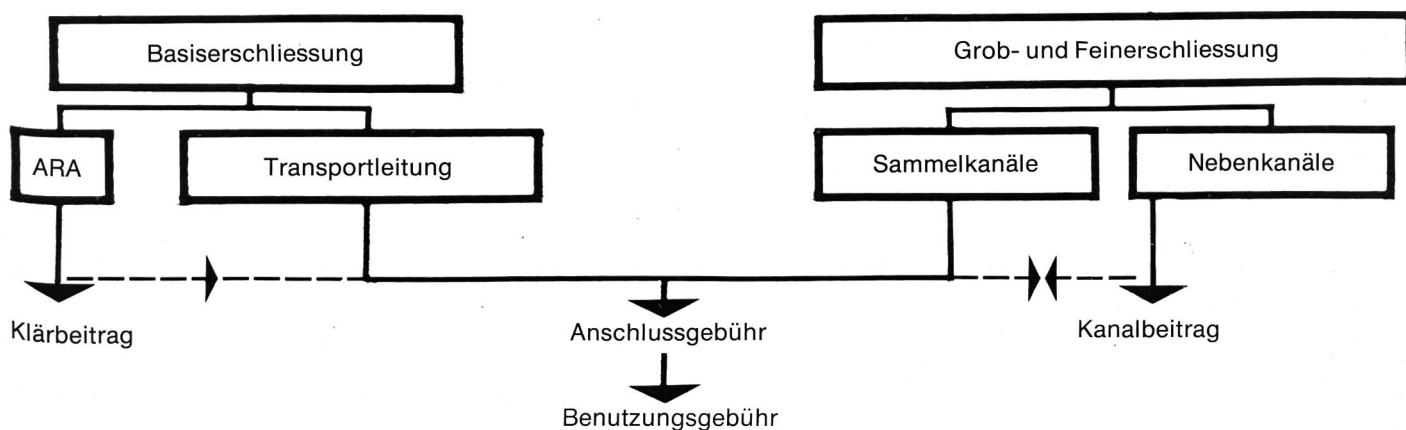 Basiserschliessung
Grob- und Feinerschliessung
ARA
Transportleitung
Sammelkanäle
Nebenkanäle
Klärbeitrag
Anschlussgebühr
Kanalbeitrag
Benutzungsgebühr